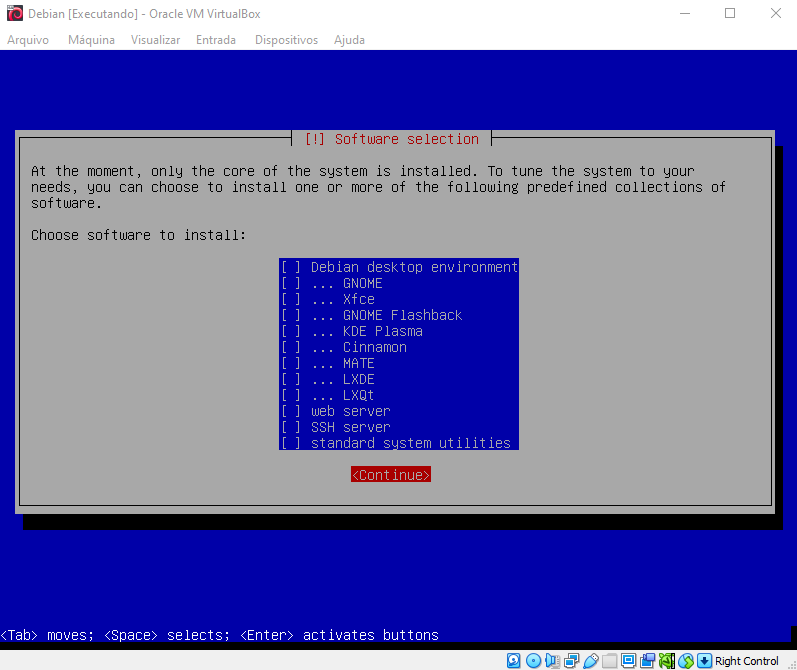 Debian [Executando] - Oracle VM VirtualBox
Arquivo Máquina Visualizar Entrada Dispositivos Ajuda
[!] Software selection
At the moment, only the core of the system is installed. To tune the system to your
needs, you can choose to install one or more of the following predefined collections of
software.
Choose software to install:
[ ] Debian desktop environment
[ ] ... GNOME
[ ] ... Xfce
[ ] ... GNOME Flashback
[ ] ... KDE Plasma
[ ] ... Cinnamon
[ ] ... MATE
[ ] ... LXDE
[ ] ... LXQt
[ ] web server
[ ] SSH server
[ ] standard system utilities
<Continue>
<Tab> moves; <Space> selects; <Enter> activates buttons
Right Control